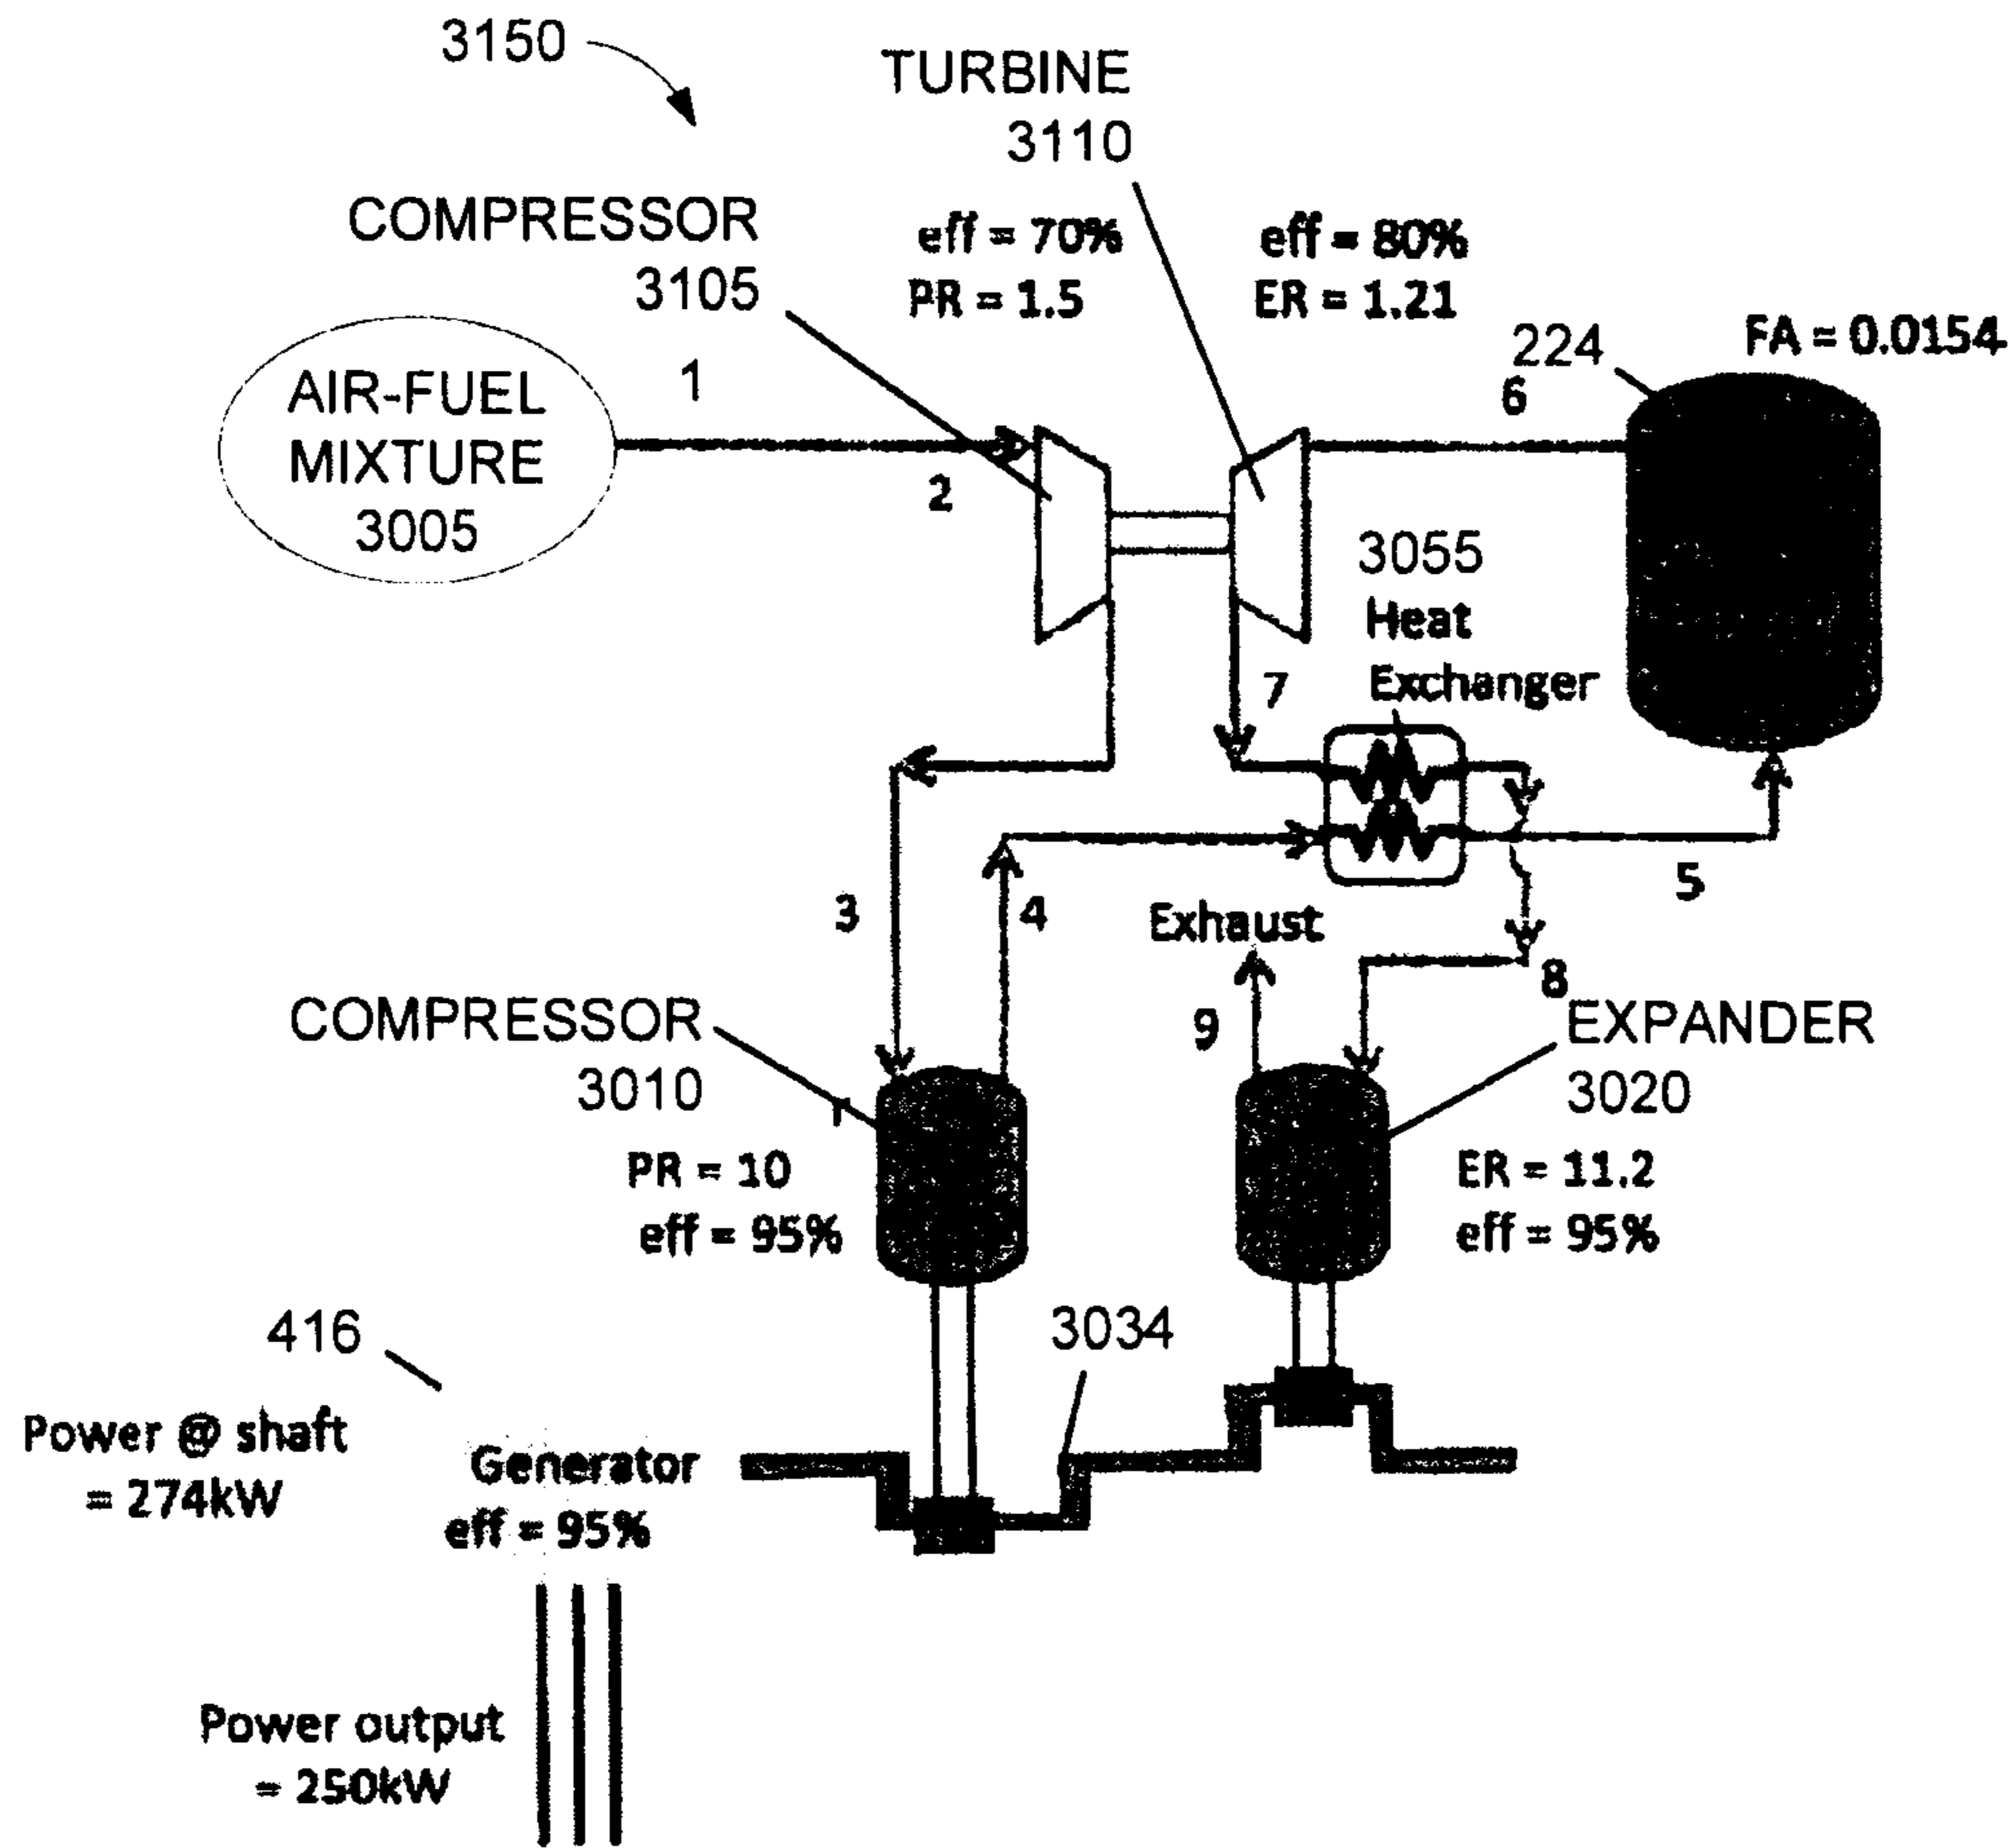 3150
TURBINE
3110
COMPRESSOR
3105
eff = 70%
PR = 1.5
eff = 80%
ER = 1.21
224
FA = 0.0154
1
6
AIR-FUEL
MIXTURE
3005
2
3055
Heat
Exchanger
7
3
4
5
Exhaust
8
9
COMPRESSOR
3010
PR = 10
eff = 95%
EXPANDER
3020
ER = 11.2
eff = 95%
416
3034
Power @ shaft
= 274kW
Generator
eff = 95%
Power output
= 250kW